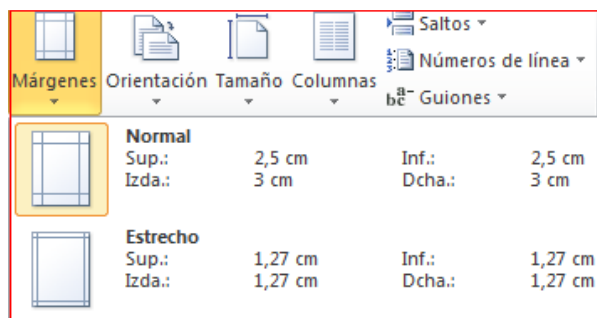 Márgenes Orientación Tamaño Columnas
Saltos
Números de línea
bc a- Guiones
Normal
Sup.: 2,5 cm Inf.: 2,5 cm
Izda.: 3 cm Dcha.: 3 cm
Estrecho
Sup.: 1,27 cm Inf.: 1,27 cm
Izda.: 1,27 cm Dcha.: 1,27 cm